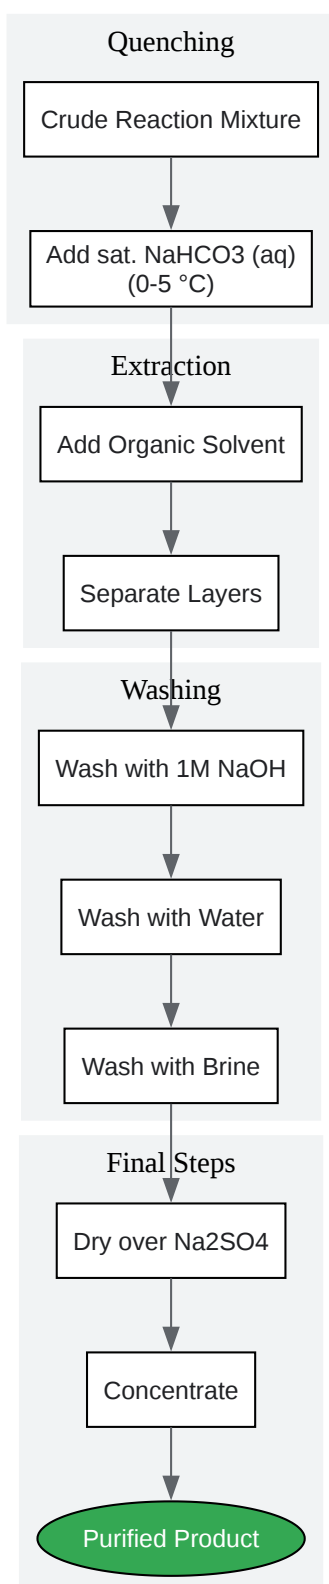 Quenching
Crude Reaction Mixture
Add sat. NaHCO3 (aq)
(0-5 °C)
Extraction
Add Organic Solvent
Separate Layers
Washing
Wash with 1M NaOH
Wash with Water
Wash with Brine
Final Steps
Dry over Na2SO4
Concentrate
Purified Product